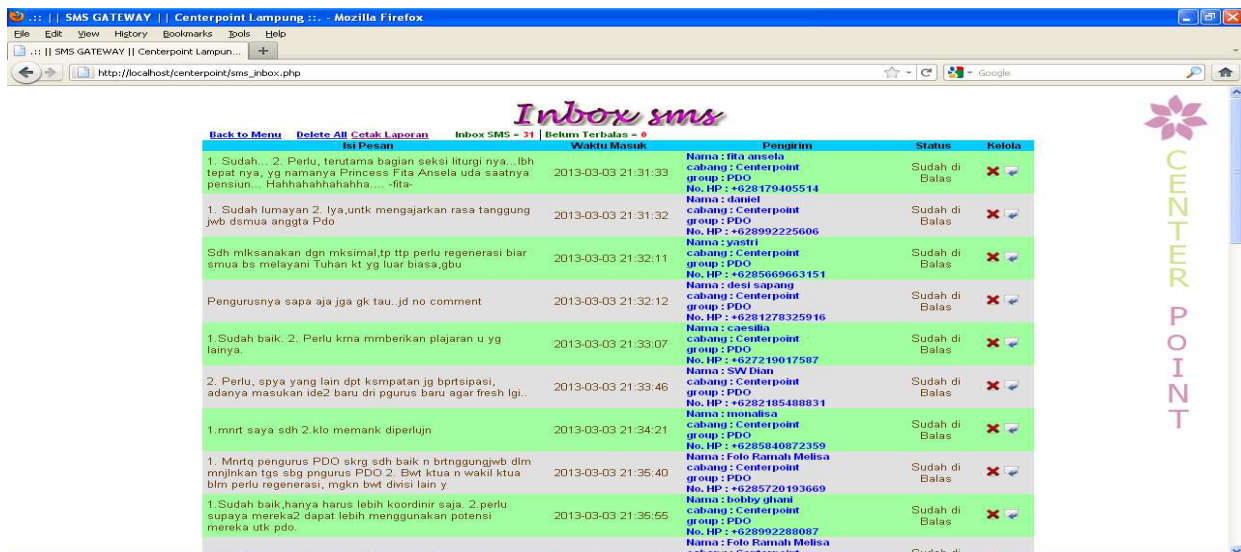 .:: || SMS GATEWAY || Centerpoint Lampung ::. - Mozilla Firefox
File Edit View History Bookmarks Tools Help
.:: || SMS GATEWAY || Centerpoint Lampun...
http://localhost/centerpoint/sms_inbox.php
Google
Inbox sms
Back to Menu Delete All Cetak Laporan Inbox SMS = 31 | Belum Terbalas = 0
Isi Pesan Waktu Masuk Pengirim Status Kelola
1. Sudah... 2. Perlu, terutama bagian seksi liturgi nya...lbh
tepat nya, yg namanya Princess Fita Ansela uda saatnya
pensiun... Hahhahahhahahha.... -fita-
2013-03-03 21:31:33
Nama : fita ansela
cabang : Centerpoint
group : PDO
No. HP : +628179405514
Sudah di
Balas
1. Sudah lumayan 2. Iya,untk mengajarkan rasa tanggung
jwb dsmua anggta Pdo
2013-03-03 21:31:32
Nama : daniel
cabang : Centerpoint
group : PDO
No. HP : +628992225606
Sudah di
Balas
Sdh mlksanakan dgn mksimal,tp ttp perlu regenerasi biar
smua bs melayani Tuhan kt yg luar biasa,gbu
2013-03-03 21:32:11
Nama : yastri
cabang : Centerpoint
group : PDO
No. HP : +6285669663151
Sudah di
Balas
Pengurusnya sapa aja jga gk tau..jd no comment
2013-03-03 21:32:12
Nama : desi sapang
cabang : Centerpoint
group : PDO
No. HP : +6281278325916
Sudah di
Balas
1.Sudah baik. 2. Perlu krna mmberikan plajaran u yg
lainya.
2013-03-03 21:33:07
Nama : caesilia
cabang : Centerpoint
group : PDO
No. HP : +627219017587
Sudah di
Balas
2. Perlu, spya yang lain dpt ksmpatan jg bprtsipasi,
adanya masukan ide2 baru dri pgurus baru agar fresh lgi..
2013-03-03 21:33:46
Nama : SW Dian
cabang : Centerpoint
group : PDO
No. HP : +6282185488831
Sudah di
Balas
1.mnrt saya sdh 2.klo memank diperlujn
2013-03-03 21:34:21
Nama : monalisa
cabang : Centerpoint
group : PDO
No. HP : +6285840872359
Sudah di
Balas
1. Mnrtq pengurus PDO skrg sdh baik n brtnggungjwb dlm
mnjlnkan tgs sbg pngurus PDO 2. Bwt ktua n wakil ktua
blm perlu regenerasi, mgkn bwt divisi lain y
2013-03-03 21:35:40
Nama : Folo Ramah Melisa
cabang : Centerpoint
group : PDO
No. HP : +6285720193669
Sudah di
Balas
1.Sudah baik,hanya harus lebih koordinir saja. 2.perlu
supaya mereka2 dapat lebih menggunakan potensi
mereka utk pdo.
2013-03-03 21:35:55
Nama : bobby ghani
cabang : Centerpoint
group : PDO
No. HP : +628992288087
Sudah di
Balas
Nama : Folo Ramah Melisa
CENTER POINT